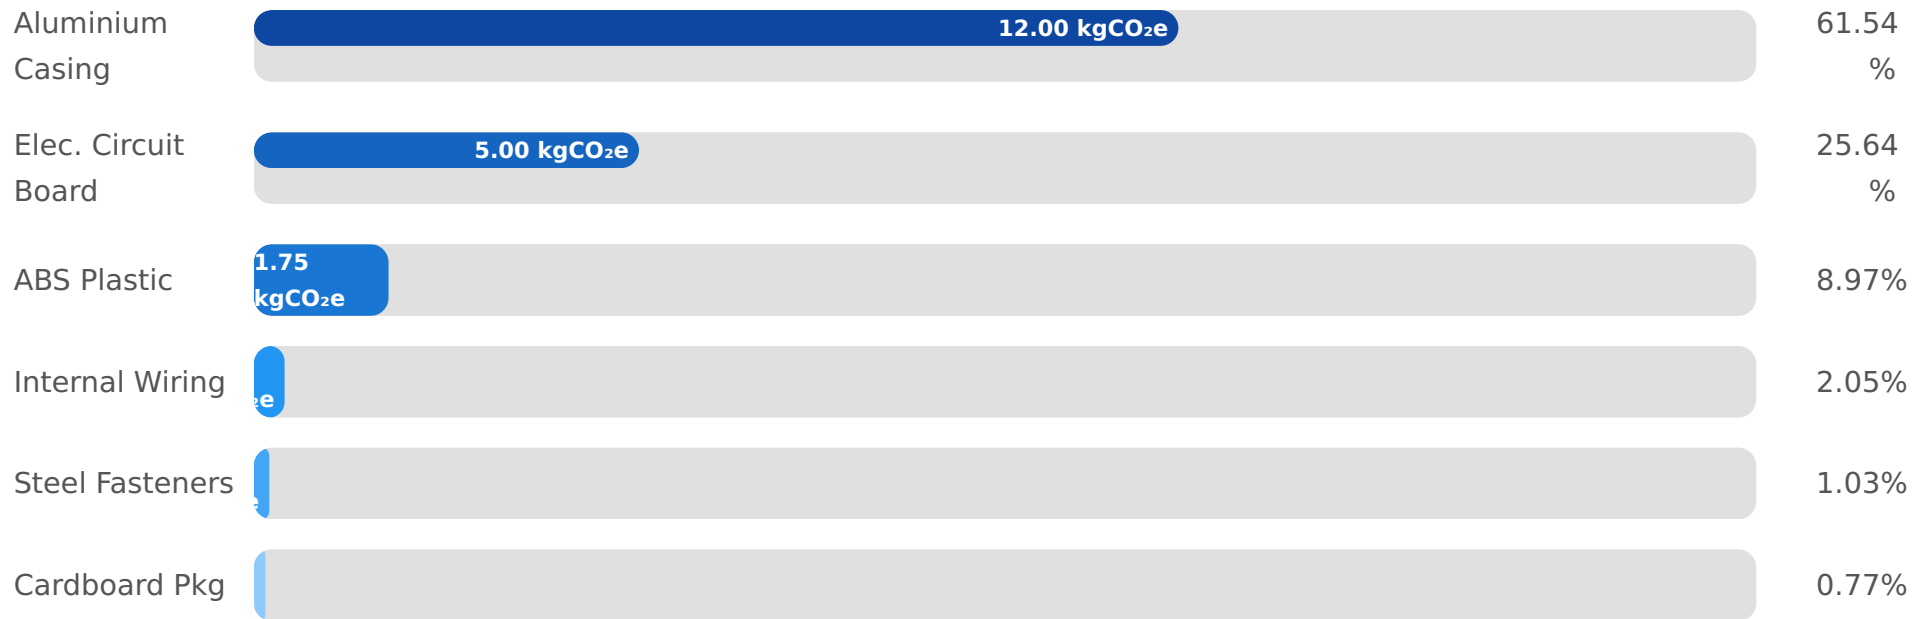 Aluminium
Casing
12.00 kgCO₂e
61.54
%
Elec. Circuit
Board
5.00 kgCO₂e
25.64
%
ABS Plastic
1.75
kgCO₂e
8.97%
Internal Wiring
₂e
2.05%
Steel Fasteners
e
1.03%
Cardboard Pkg
0.77%